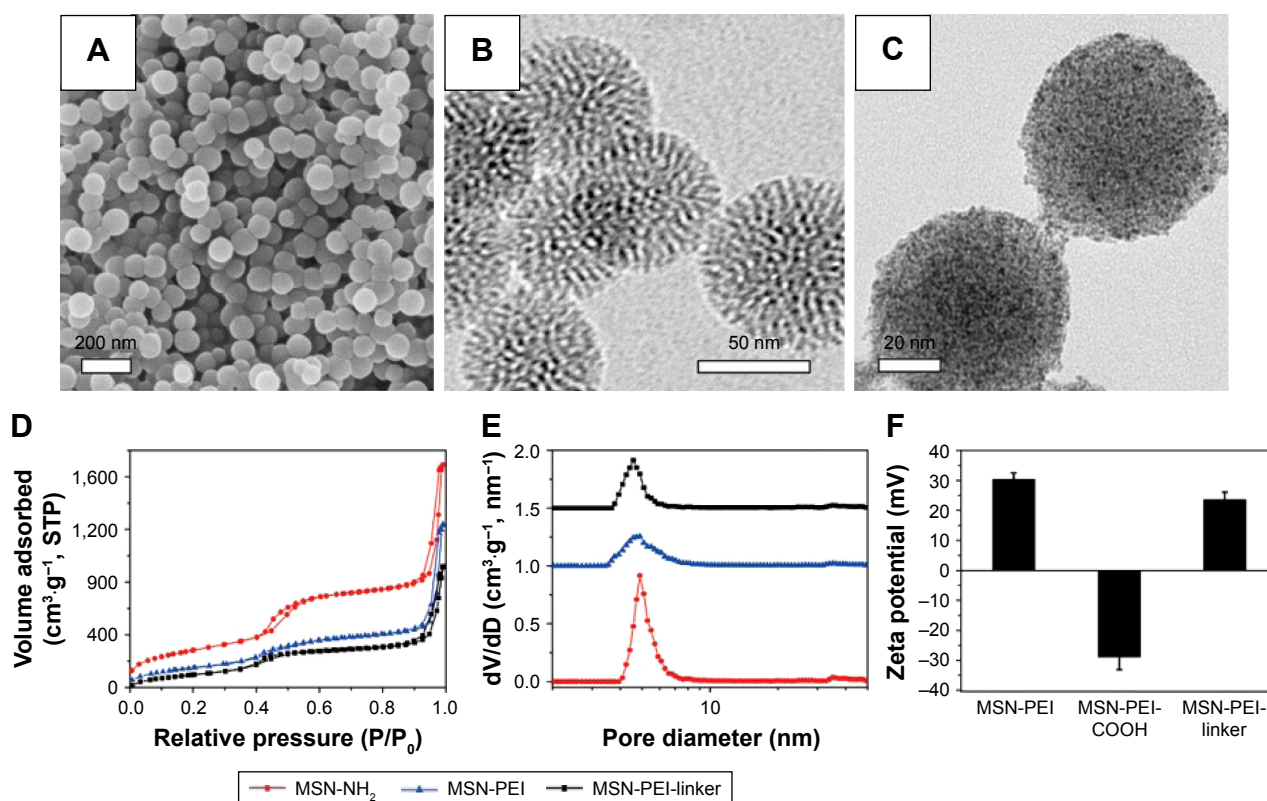 A
B
C
200 nm
50 nm
20 nm
D
E
F
Volume adsorbed
(cm³·g⁻¹, STP)
1,600
1,200
900
400
0
0.0
0.2
0.4
0.6
0.8
1.0
Relative pressure (P/P₀)
dV/dD (cm³·g⁻¹, nm⁻¹)
2.0
1.5
1.0
0.5
0.0
10
Pore diameter (nm)
Zeta potential (mV)
40
30
20
10
0
–10
–20
–30
–40
MSN-PEI
MSN-PEI-
COOH
MSN-PEI-
linker
MSN-NH₂
MSN-PEI
MSN-PEI-linker